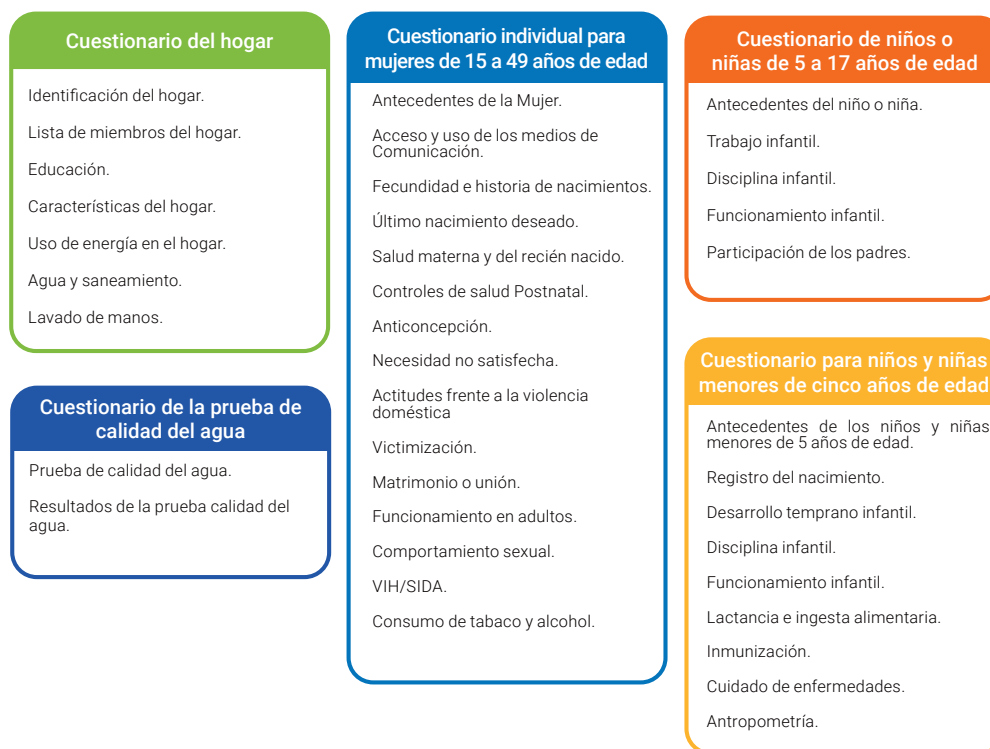 Cuestionario del hogar
Identificación del hogar.
Lista de miembros del hogar.
Educación.
Características del hogar.
Uso de energía en el hogar.
Agua y saneamiento.
Lavado de manos.
Cuestionario de la prueba de
calidad del agua
Prueba de calidad del agua.
Resultados de la prueba calidad del
agua.
Cuestionario individual para
mujeres de 15 a 49 años de edad
Antecedentes de la Mujer.
Acceso y uso de los medios de
Comunicación.
Fecundidad e historia de nacimientos.
Último nacimiento deseado.
Salud materna y del recién nacido.
Controles de salud Postnatal.
Anticoncepción.
Necesidad no satisfecha.
Actitudes frente a la violencia
doméstica
Victimización.
Matrimonio o unión.
Funcionamiento en adultos.
Comportamiento sexual.
VIH/SIDA.
Consumo de tabaco y alcohol.
Cuestionario de niños o
niñas de 5 a 17 años de edad
Antecedentes del niño o niña.
Trabajo infantil.
Disciplina infantil.
Funcionamiento infantil.
Participación de los padres.
Cuestionario para niños y niñas
menores de cinco años de edad
Antecedentes de los niños y niñas
menores de 5 años de edad.
Registro del nacimiento.
Desarrollo temprano infantil.
Disciplina infantil.
Funcionamiento infantil.
Lactancia e ingesta alimentaria.
Inmunización.
Cuidado de enfermedades.
Antropometría.